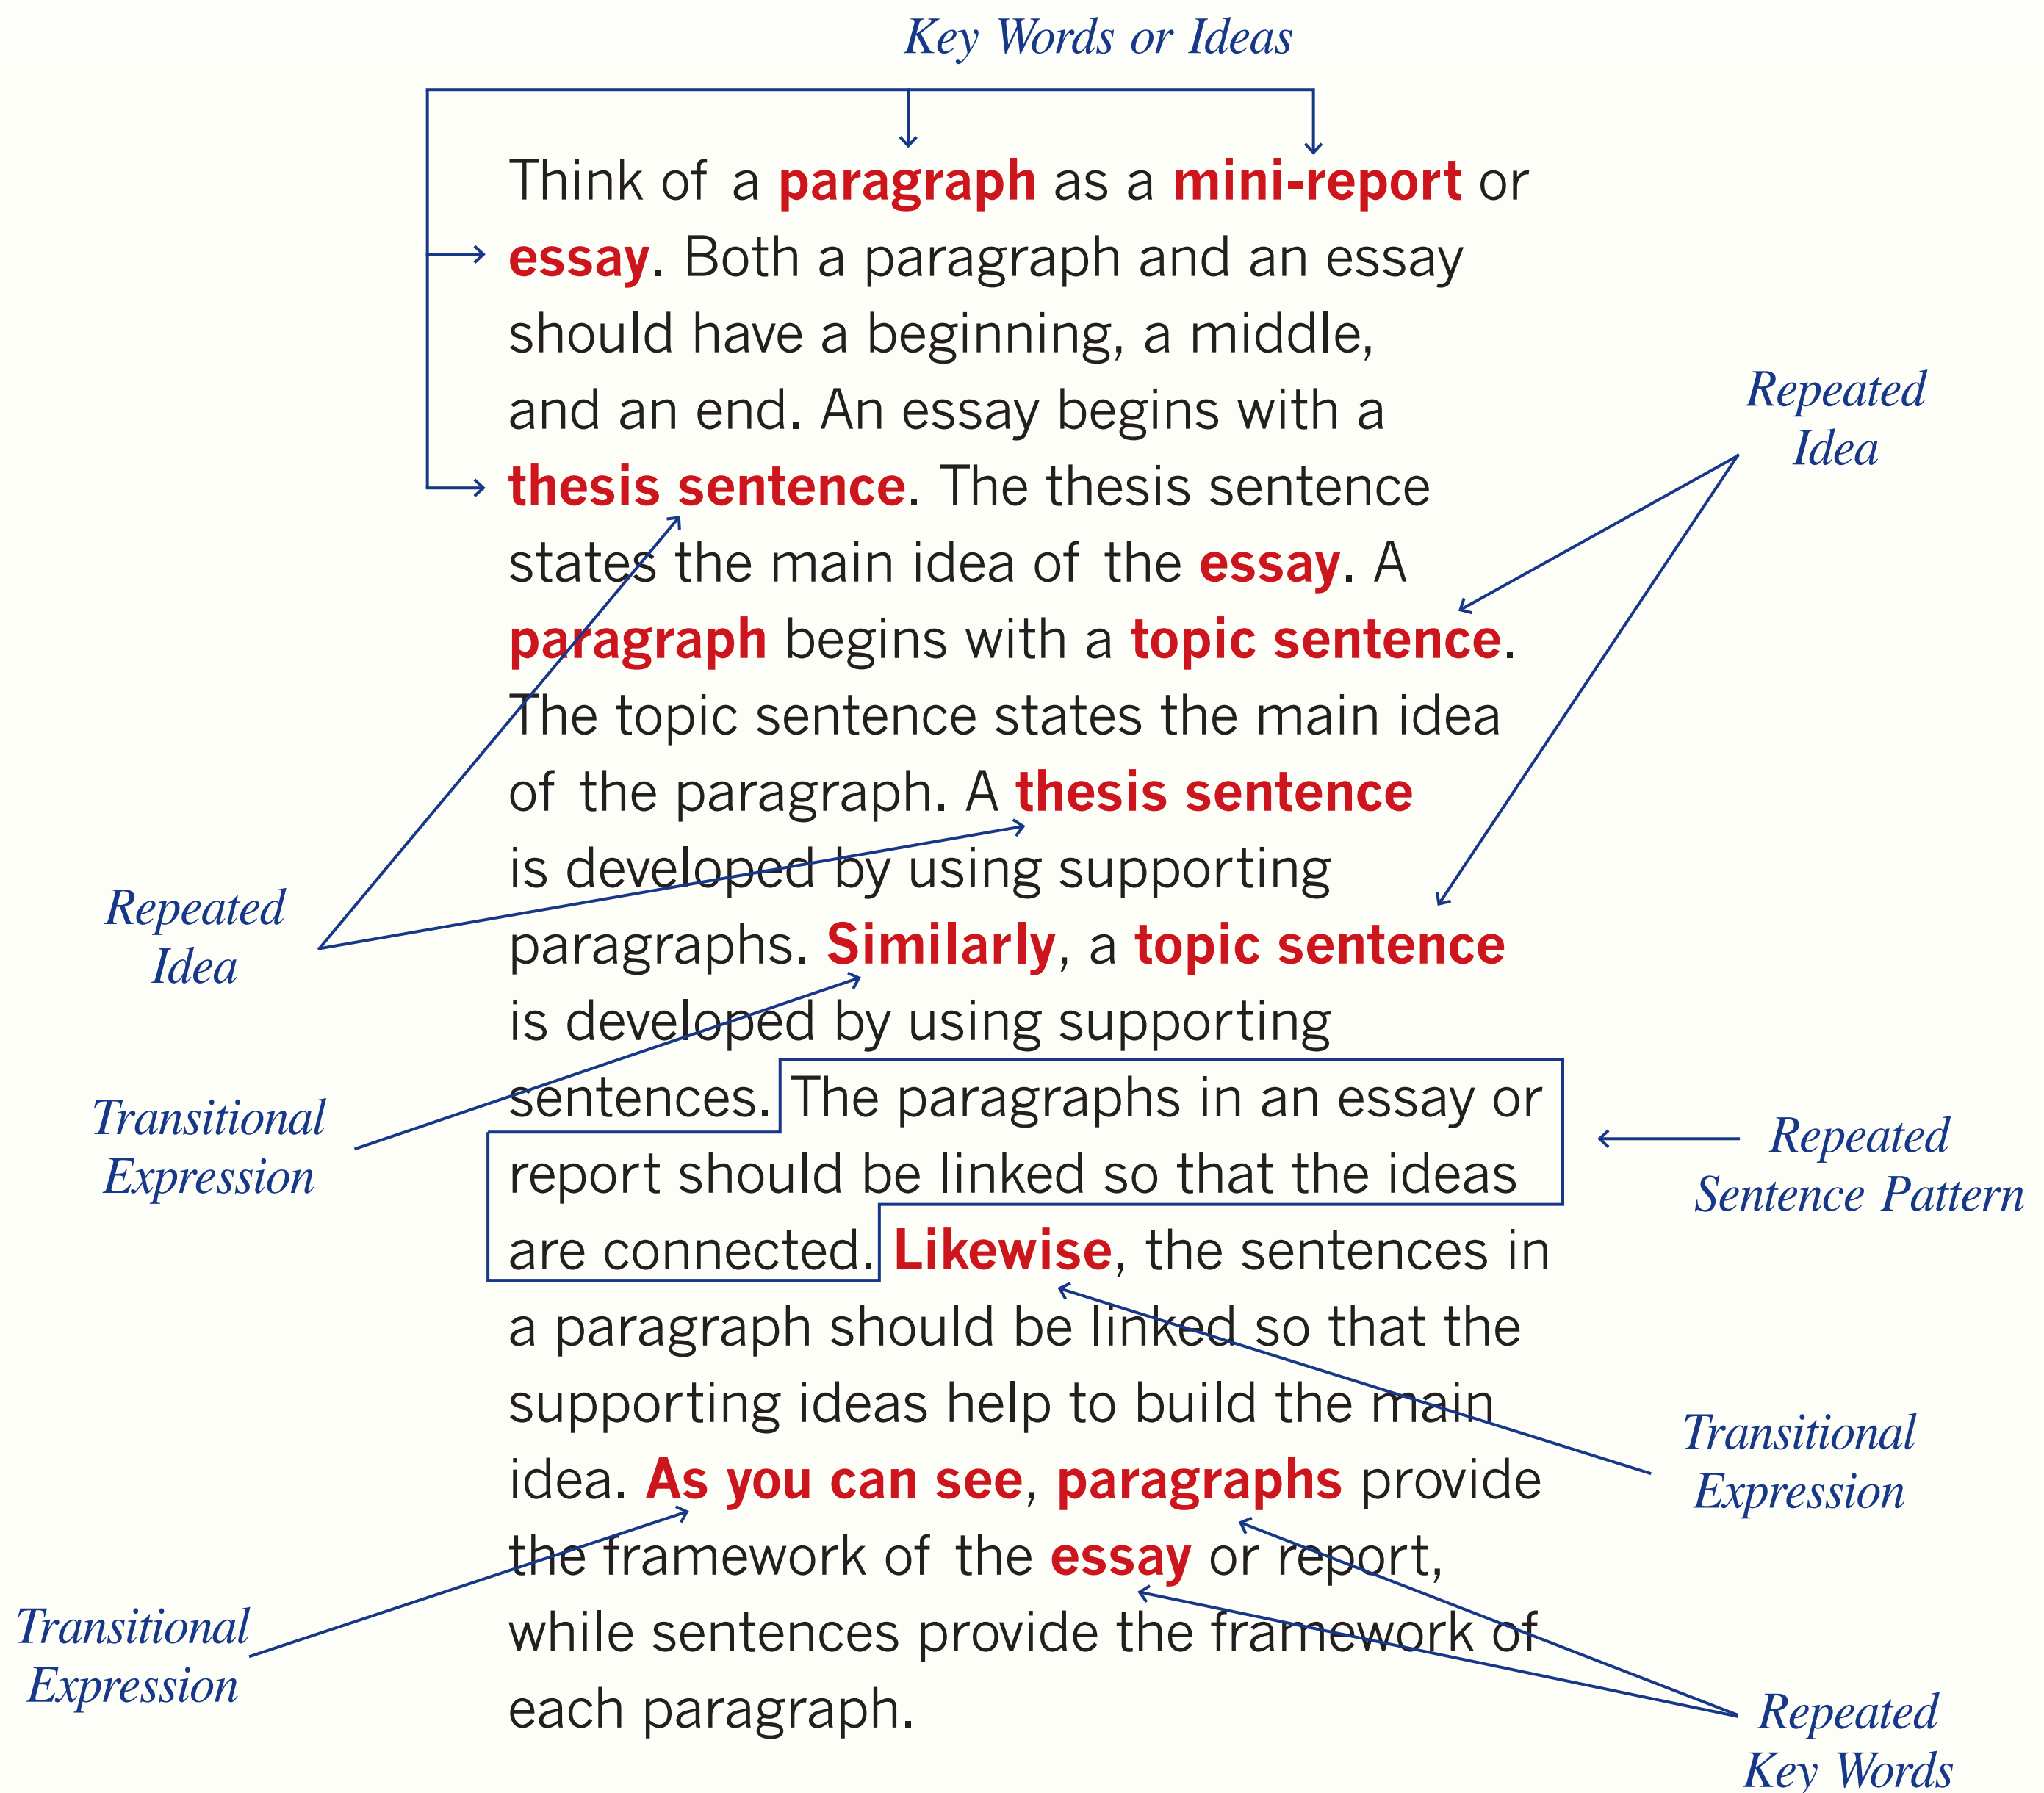 Key Words or Ideas
Think of a paragraph as a mini-report or
essay. Both a paragraph and an essay
should have a beginning, a middle,
and an end. An essay begins with a
thesis sentence. The thesis sentence
states the main idea of the essay. A
paragraph begins with a topic sentence.
The topic sentence states the main idea
of the paragraph. A thesis sentence
is developed by using supporting
paragraphs. Similarly, a topic sentence
is developed by using supporting
sentences. The paragraphs in an essay or
report should be linked so that the ideas
are connected. Likewise, the sentences in
a paragraph should be linked so that the
supporting ideas help to build the main
idea. As you can see, paragraphs provide
the framework of the essay or report,
while sentences provide the framework of
each paragraph.
Repeated
Idea
Transitional
Expression
Transitional
Expression
Repeated
Idea
Repeated
Sentence Pattern
Transitional
Expression
Repeated
Key Words